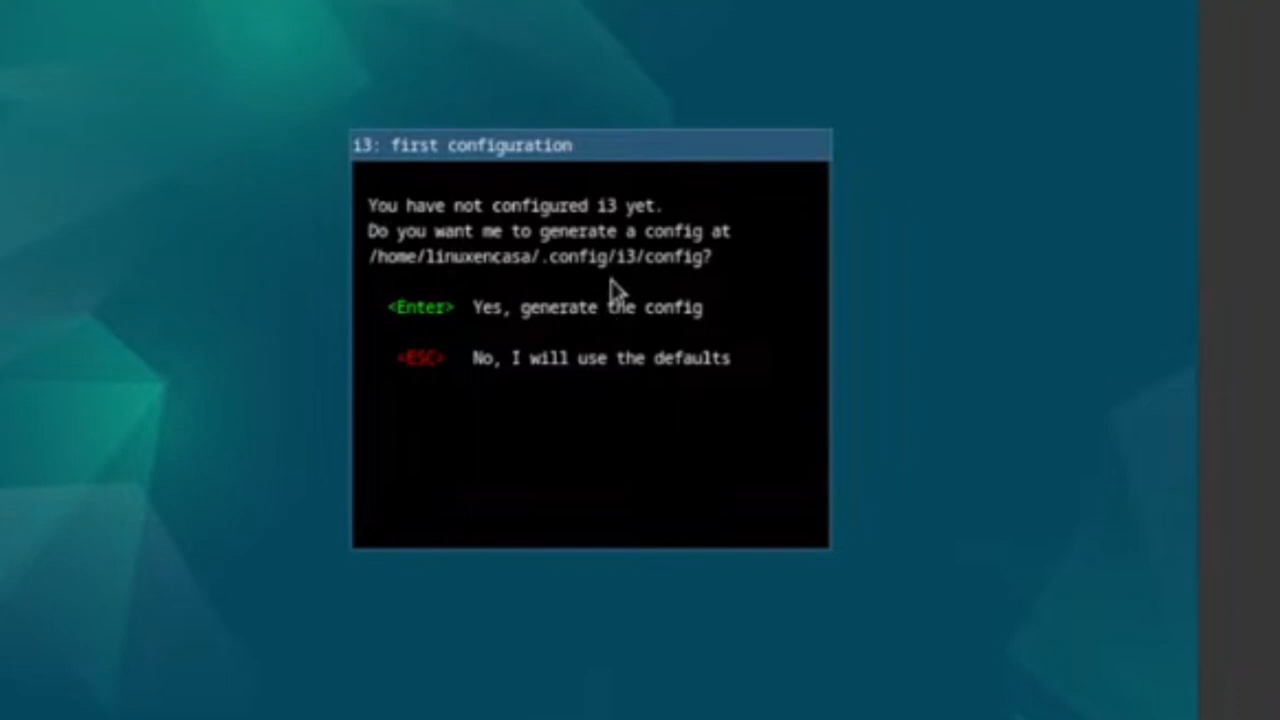 i3: first configuration
You have not configured i3 yet.
Do you want me to generate a config at
/home/linuxencasa/.config/i3/config?
<Enter> Yes, generate the config
<ESC> No, I will use the defaults